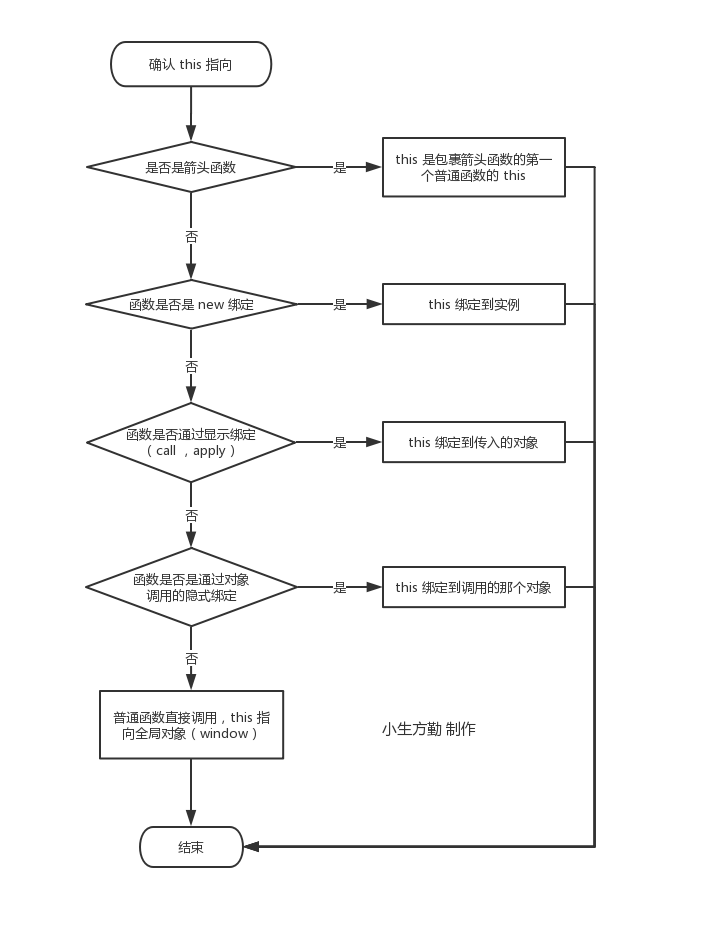 确认 this 指向
是否是箭头函数
是
this 是包裹箭头函数的第一
个普通函数的 this
否
函数是否是 new 绑定
是
this 绑定到实例
否
函数是否通过显示绑定
（ call ，apply ）
是
this 绑定到传入的对象
否
函数是否是通过对象
调用的隐式绑定
是
this 绑定到调用的那个对象
否
普通函数直接调用，this 指
向全局对象（ window ）
小生方勤 制作
结束